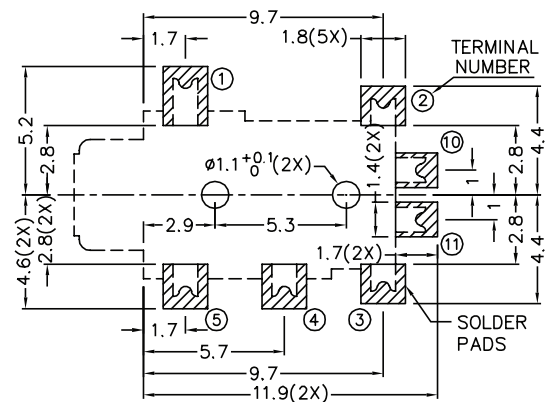 9.7
1.7
1.8(5X)
TERMINAL
NUMBER
1
2
5.2
2.8
10
ø1.1 +0.1 0 (2X)
1.4(2X)
1
2.8
4.4
2.9
5.3
1
4.6(2X)
2.8(2X)
1.7(2X)
11
2.8
4.4
5
4
3
1.7
SOLDER
PADS
5.7
9.7
11.9(2X)